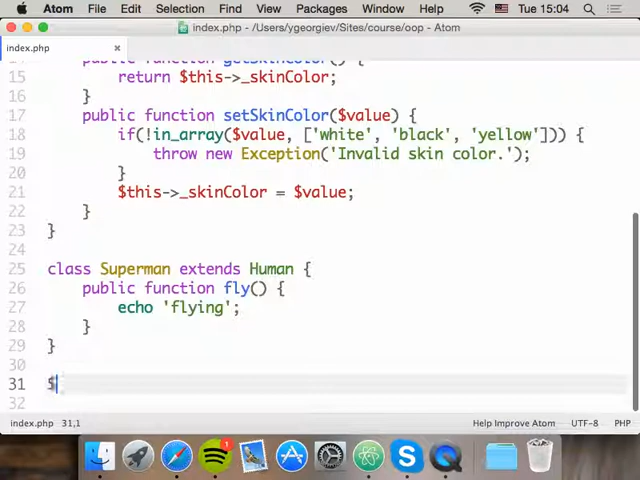 Atom File Edit Selection Find View Packages Window Help Tue 15:04
index.php - /Users/ygeorgiev/Sites/course/oop - Atom
index.php ×
public function getSkinColor() {
15 return $this->_skinColor;
16 }
17 public function setSkinColor($value) {
18 if(!in_array($value, ['white', 'black', 'yellow'])) {
19 throw new Exception('Invalid skin color.');
20 }
21 $this->_skinColor = $value;
22 }
23 }
24
25 class Superman extends Human {
26 public function fly() {
27 echo 'flying';
28 }
29 }
30
31 $
32
index.php 31,1 Help Improve Atom UTF-8 PHP
1